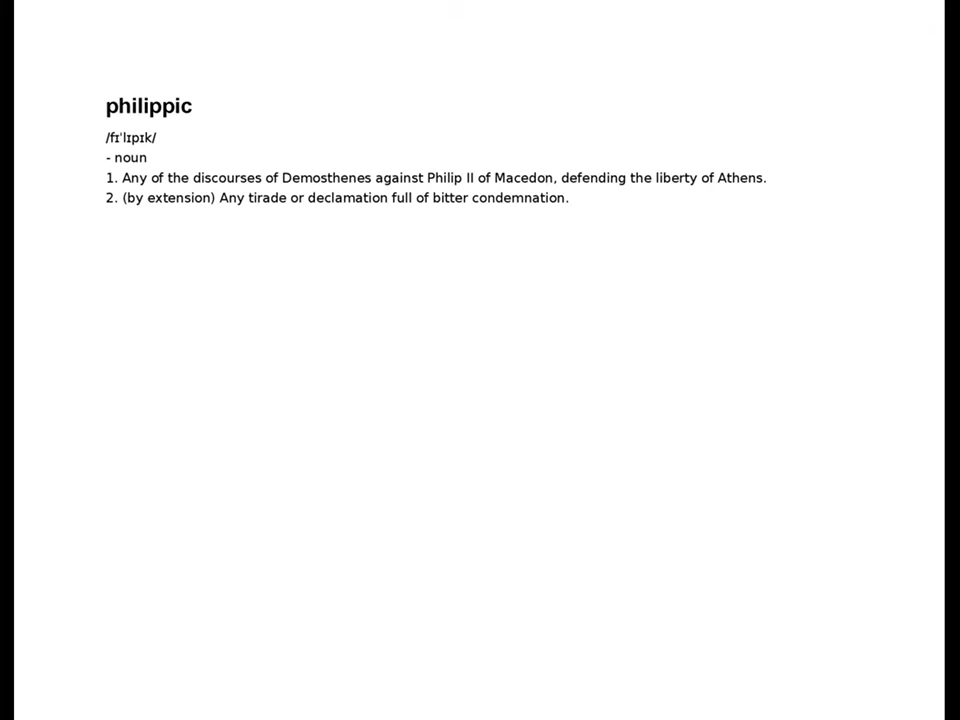 philippic
/fɪˈlɪpɪk/
- noun
1. Any of the discourses of Demosthenes against Philip II of Macedon, defending the liberty of Athens.
2. (by extension) Any tirade or declamation full of bitter condemnation.